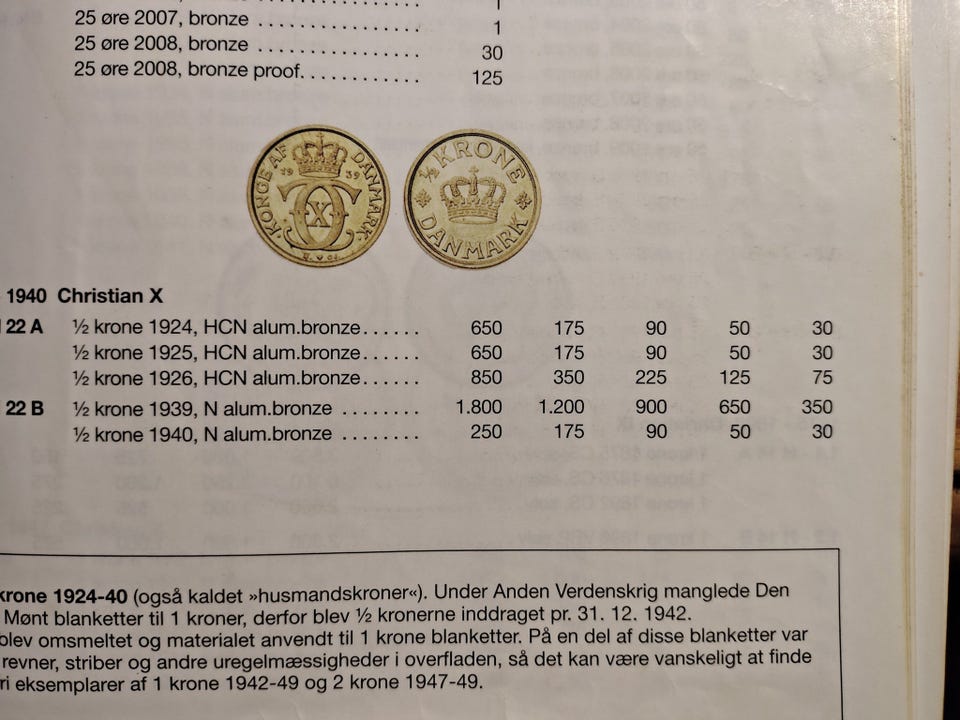 1
25 øre 2007, bronze .................. 1
25 øre 2008, bronze .................. 30
25 øre 2008, bronze proof............. 125
KONGE AF DANMARK
19 39
CX
N
½ KRONE
DANMARK
1940 Christian X
22 A ½ krone 1924, HCN alum.bronze...... 650 175 90 50 30
½ krone 1925, HCN alum.bronze...... 650 175 90 50 30
½ krone 1926, HCN alum.bronze...... 850 350 225 125 75
22 B ½ krone 1939, N alum.bronze ........ 1.800 1.200 900 650 350
½ krone 1940, N alum.bronze ........ 250 175 90 50 30
krone 1924-40 (også kaldet »husmandskroner«). Under Anden Verdenskrig manglede Den
Mønt blanketter til 1 kroner, derfor blev ½ kronerne inddraget pr. 31. 12. 1942.
blev omsmeltet og materialet anvendt til 1 krone blanketter. På en del af disse blanketter var
revner, striber og andre uregelmæssigheder i overfladen, så det kan være vanskeligt at finde
ri eksemplarer af 1 krone 1942-49 og 2 krone 1947-49.